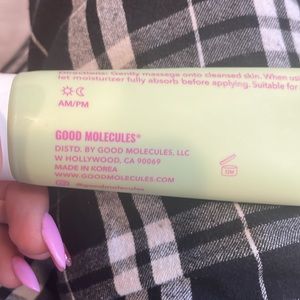 Directions: Gently massage onto cleansed skin. When us
let moisturizer fully absorb before applying. Suitable for
AM/PM
GOOD MOLECULES®
DISTD. BY GOOD MOLECULES, LLC
W HOLLYWOOD, CA 90069
MADE IN KOREA
WWW.GOODMOLECULES.COM
@goodmolecules
12M